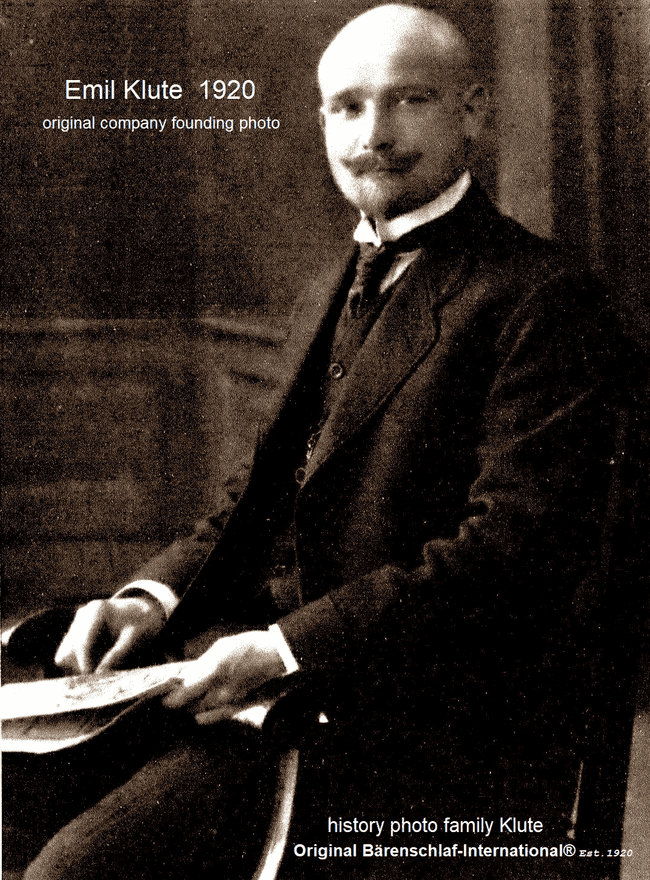 Emil Klute 1920
original company founding photo
history photo family Klute
Original Bärenschlaf-International® Est.1920